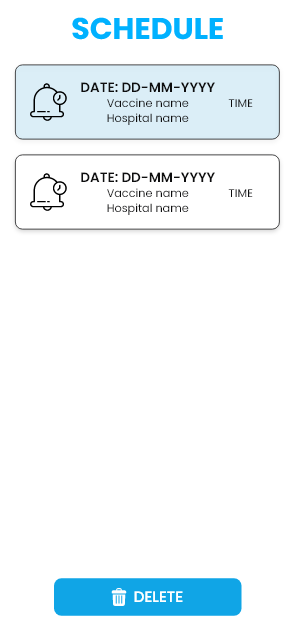 SCHEDULE
DATE: DD-MM-YYYY
Vaccine name
TIME
Hospital name
DATE: DD-MM-YYYY
Vaccine name
TIME
Hospital name
DELETE